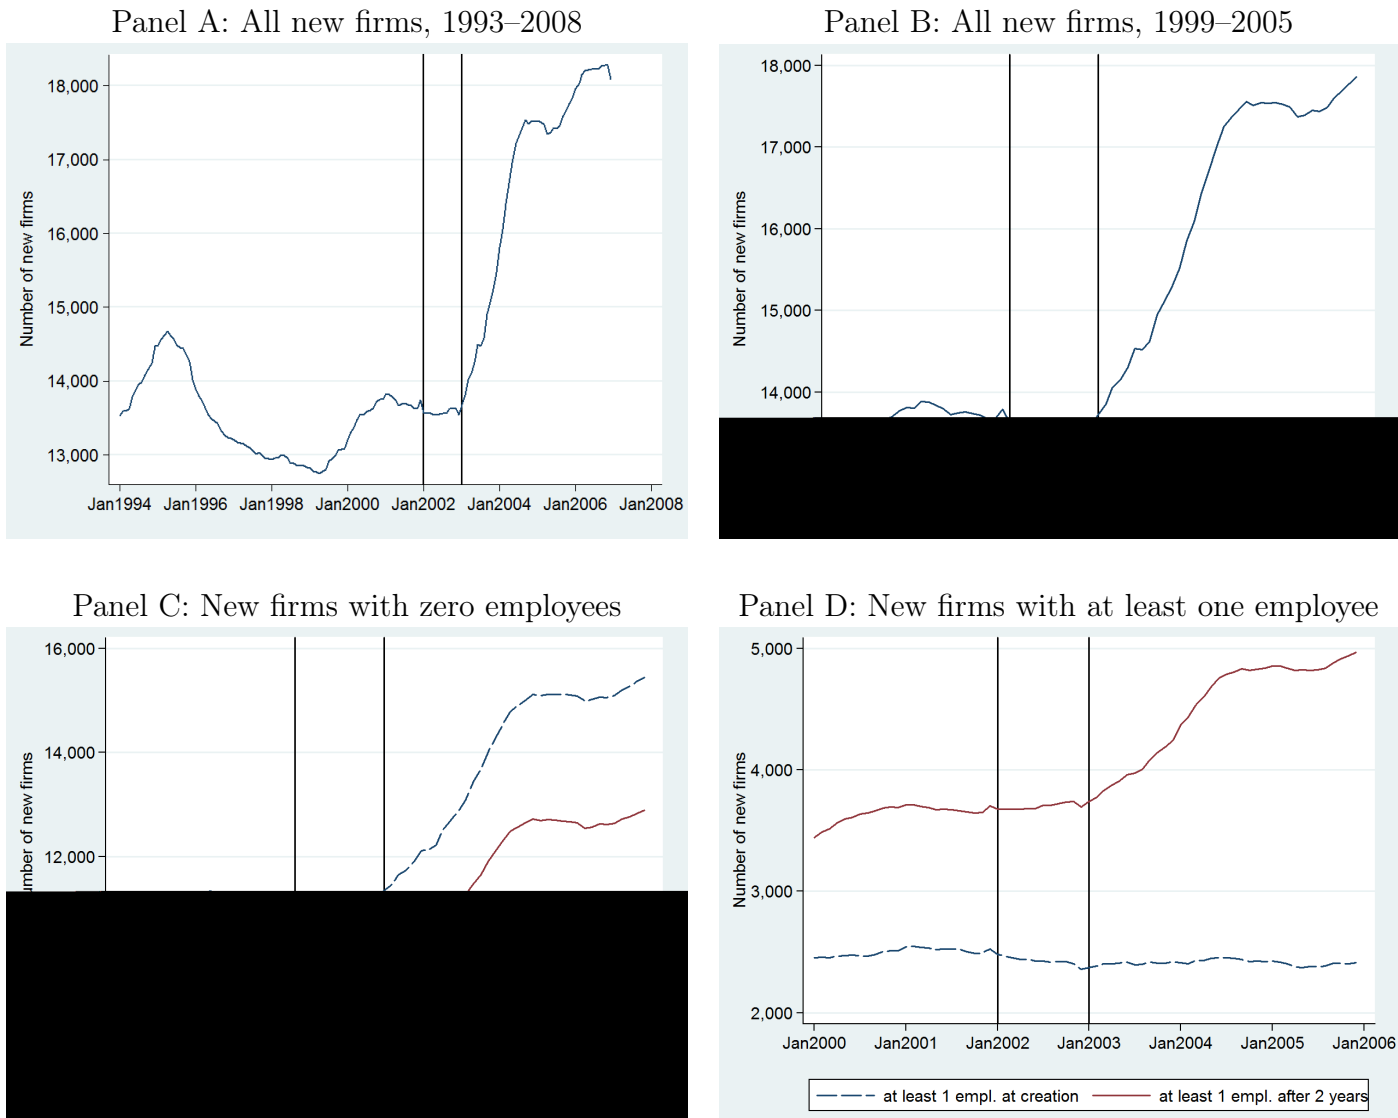 Panel A: All new firms, 1993–2008
Number of new firms
18,000
17,000
16,000
15,000
14,000
13,000
Jan1994 Jan1996 Jan1998 Jan2000 Jan2002 Jan2004 Jan2006 Jan2008
Panel B: All new firms, 1999–2005
Number of new firms
18,000
17,000
16,000
15,000
14,000
Panel C: New firms with zero employees
of new firms
16,000
14,000
12,000
Panel D: New firms with at least one employee
Number of new firms
5,000
4,000
3,000
2,000
Jan2000 Jan2001 Jan2002 Jan2003 Jan2004 Jan2005 Jan2006
at least 1 empl. at creation at least 1 empl. after 2 years